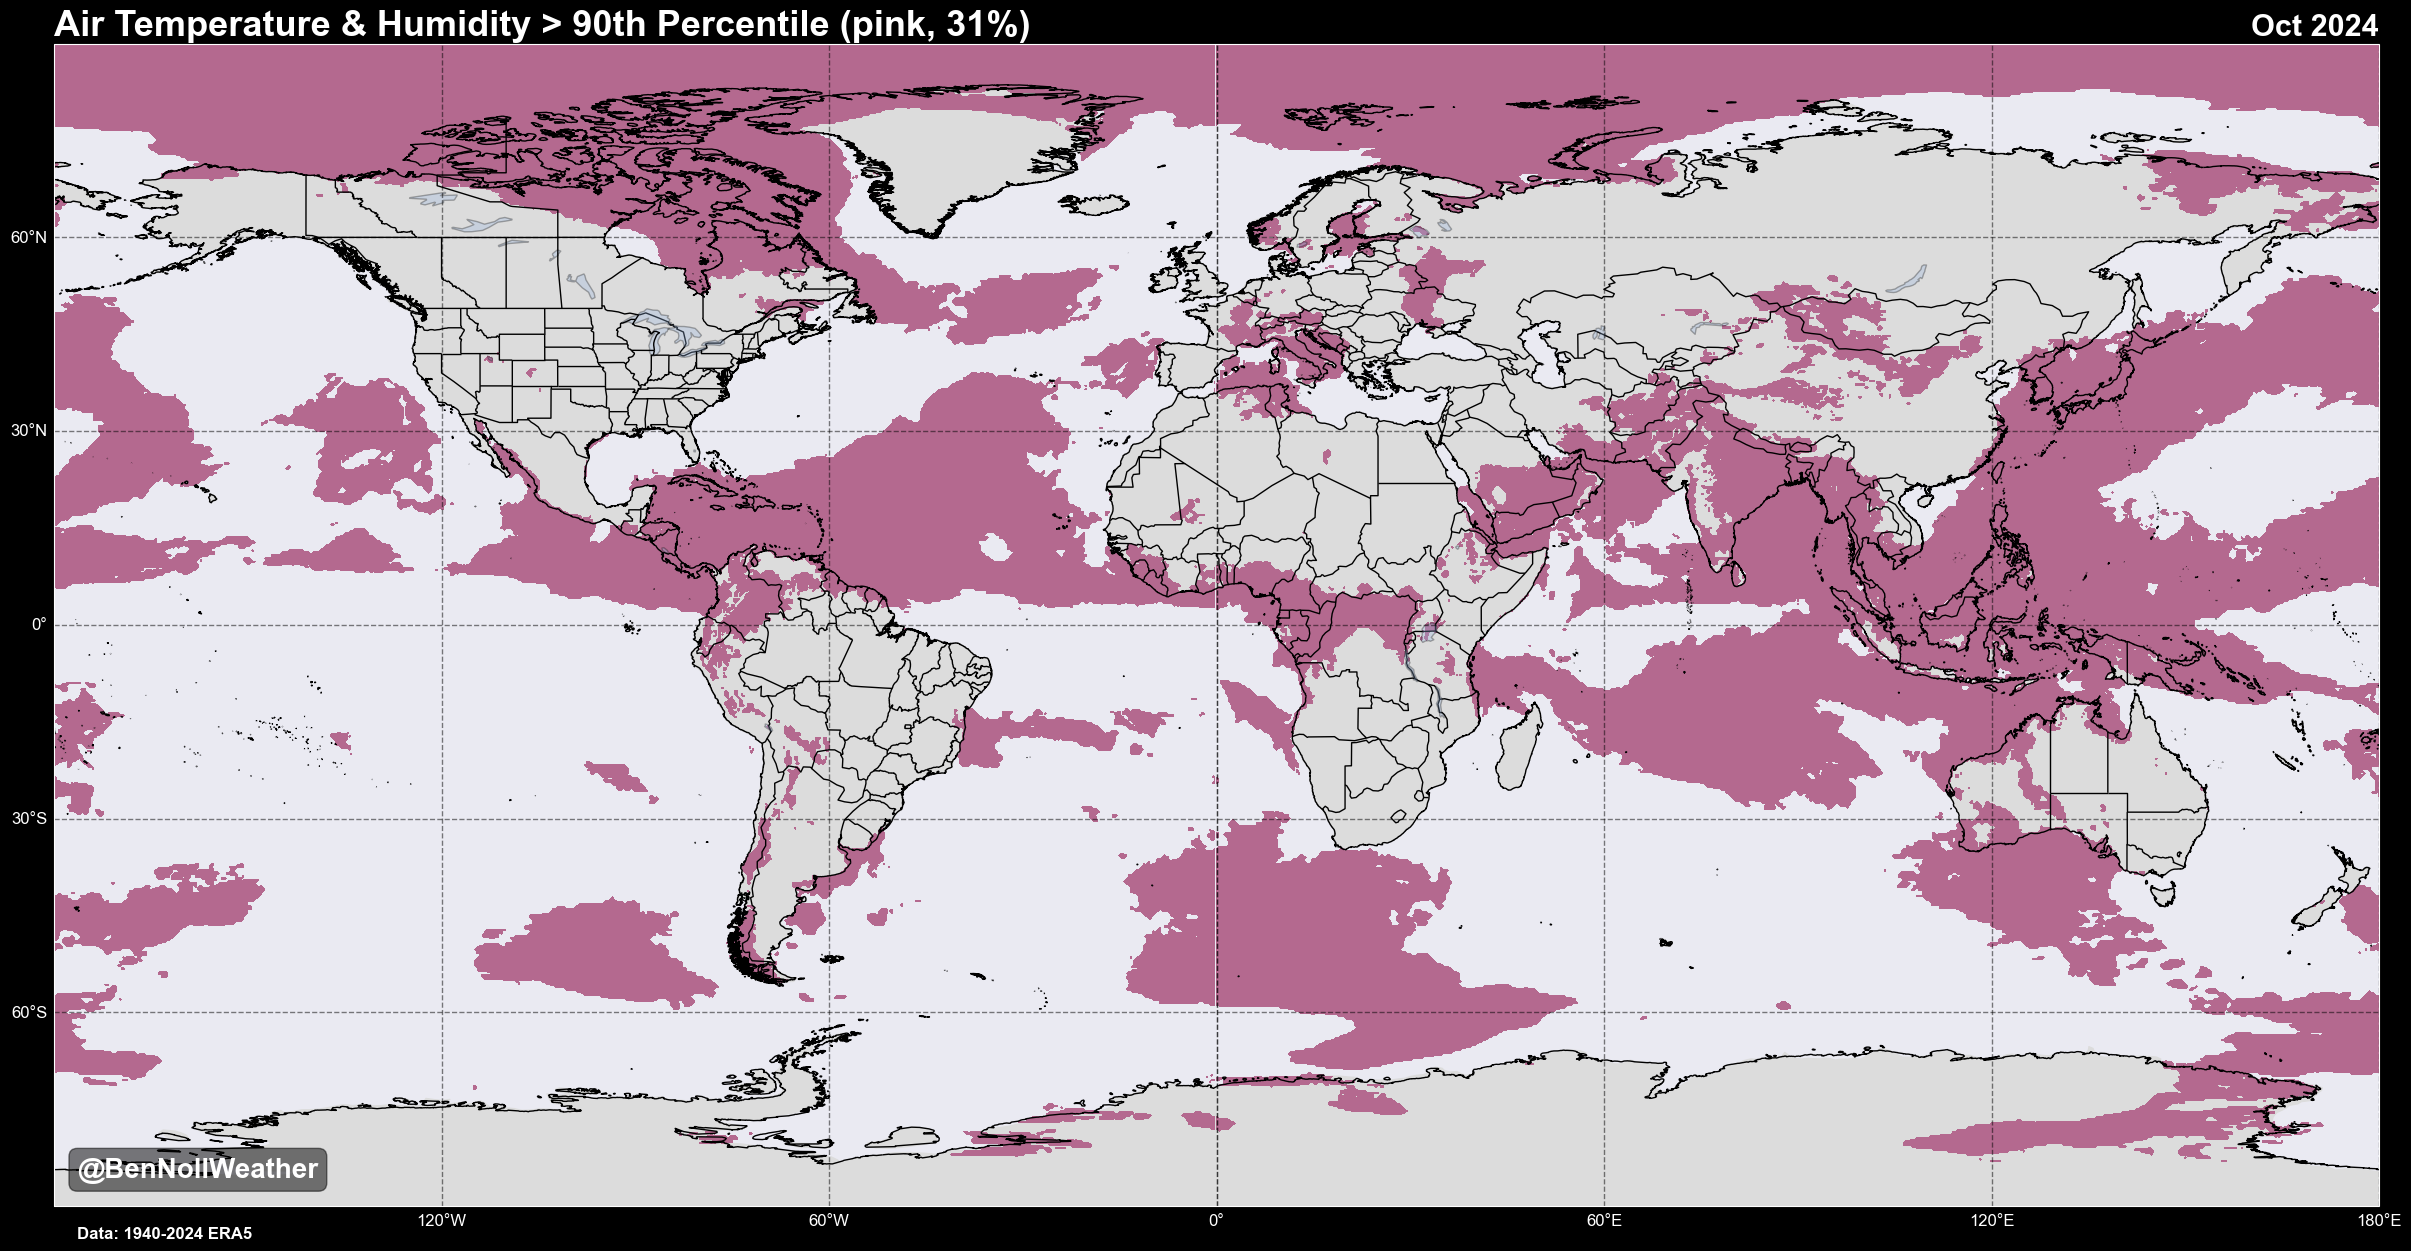 Air Temperature & Humidity > 90th Percentile (pink, 31%)
Oct 2024
60°N
30°N
0°
30°S
60°S
@BenNollWeather
120°W
60°W
0°
60°E
120°E
180°E
Data: 1940-2024 ERA5